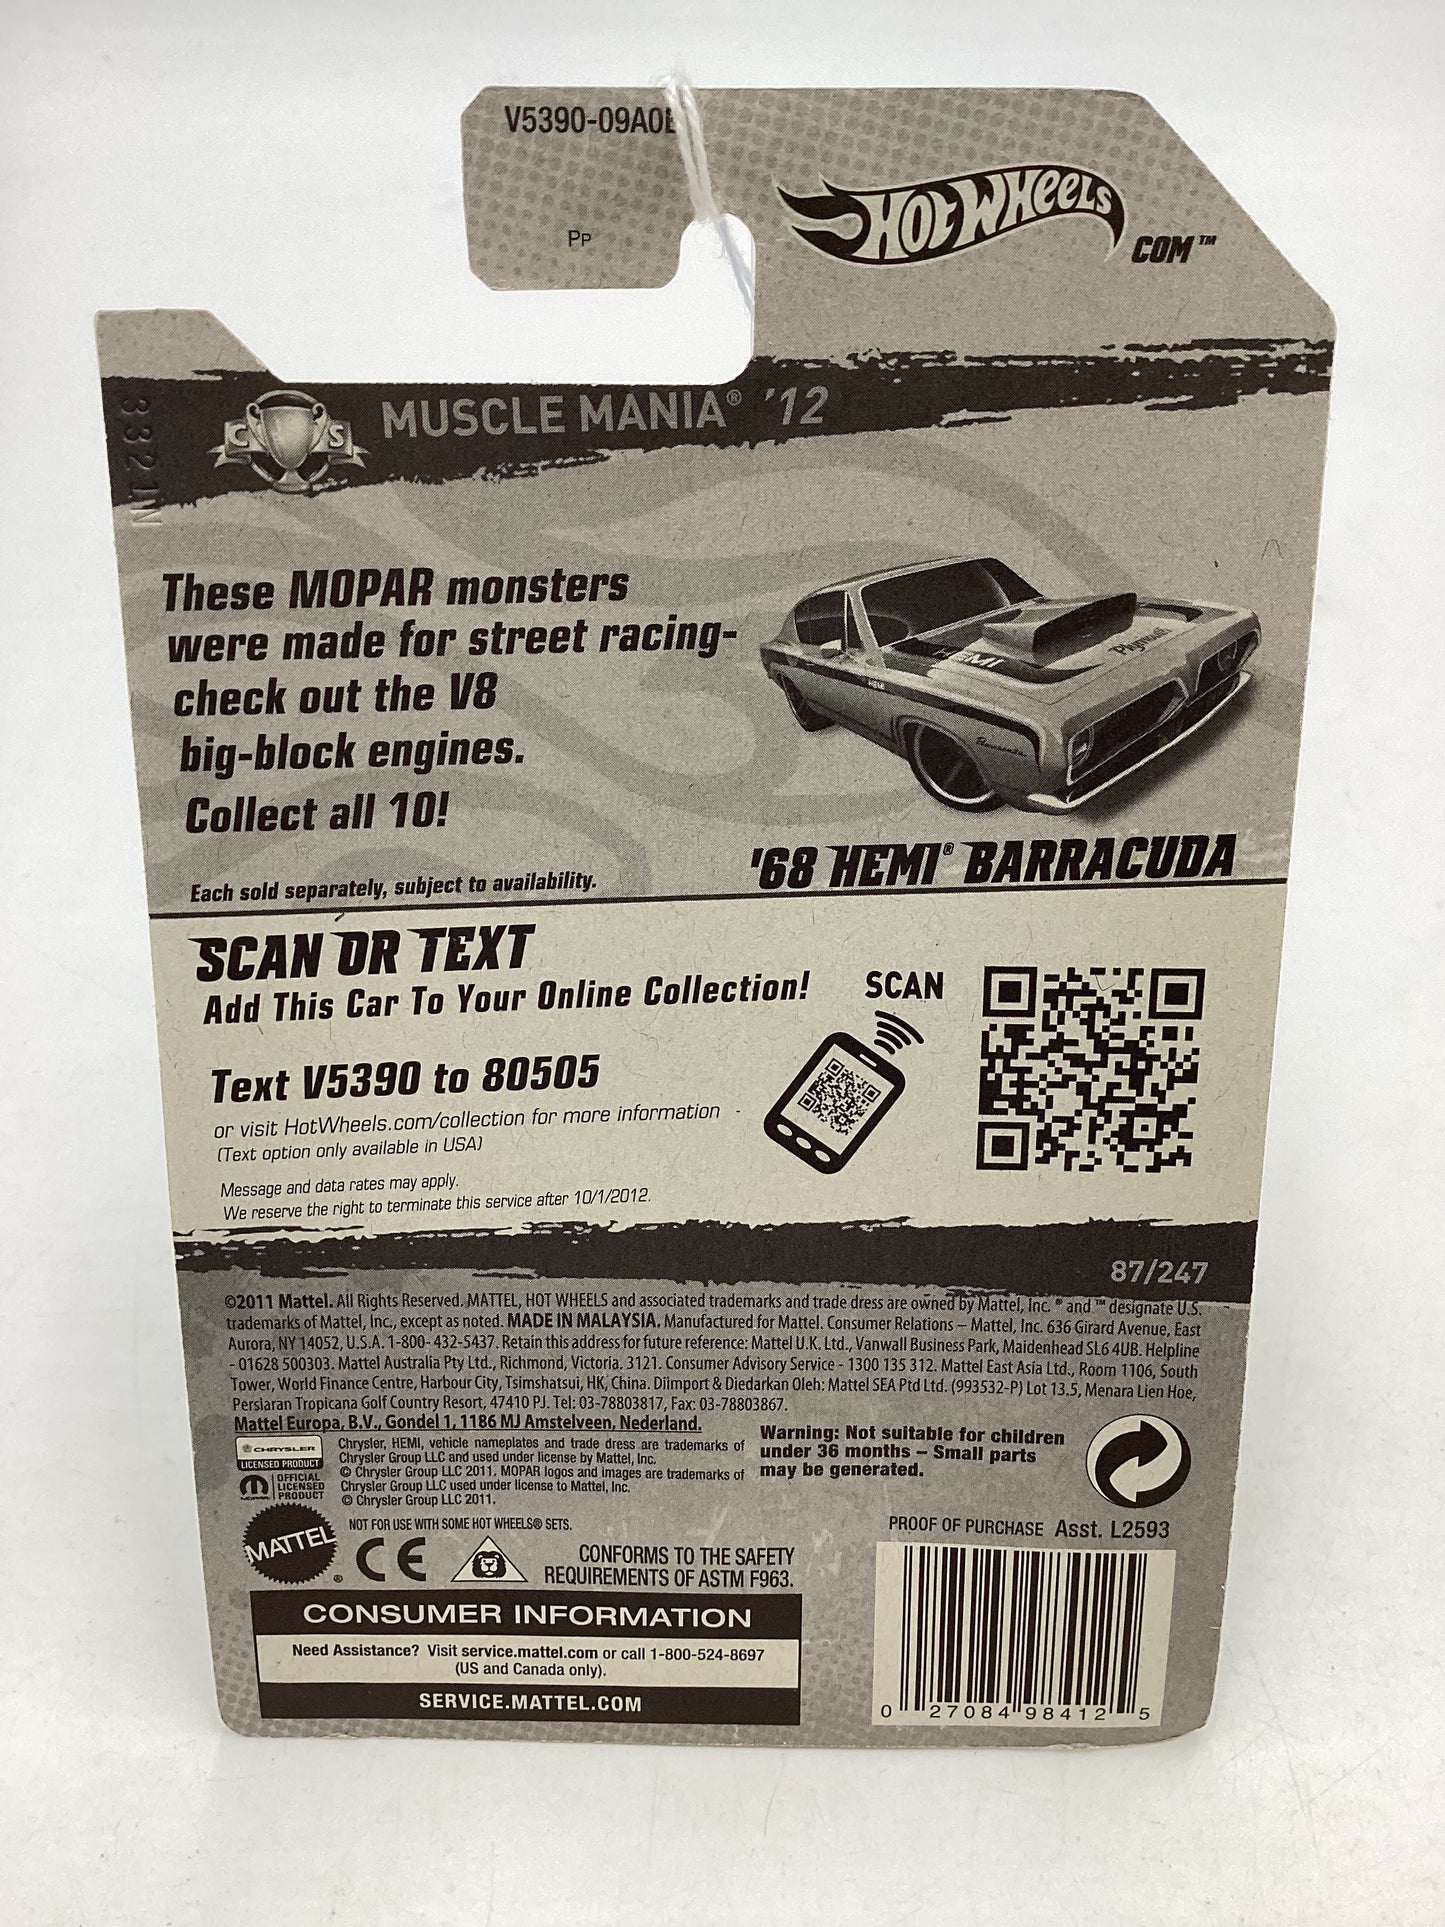 V5390-09A0
PP
HOT WHEELS
COM™
3321N
C S
MUSCLE MANIA® '12
These MOPAR monsters
were made for street racing-
check out the V8
big-block engines.
Collect all 10!
Each sold separately, subject to availability.
HEMI
Plymouth
HEMI
Barracuda
'68 HEMI® BARRACUDA
SCAN OR TEXT
Add This Car To Your Online Collection!
SCAN
Text V5390 to 80505
or visit HotWheels.com/collection for more information
(Text option only available in USA)
Message and data rates may apply.
We reserve the right to terminate this service after 10/1/2012.
87/247
©2011 Mattel. All Rights Reserved. MATTEL, HOT WHEELS and associated trademarks and trade dress are owned by Mattel, Inc. ® and ™ designate U.S.
trademarks of Mattel, Inc., except as noted. MADE IN MALAYSIA. Manufactured for Mattel. Consumer Relations – Mattel, Inc. 636 Girard Avenue, East
Aurora, NY 14052, U.S.A. 1-800-432-5437. Retain this address for future reference: Mattel U.K. Ltd., Vanwall Business Park, Maidenhead SL6 4UB. Helpline
- 01628 500303. Mattel Australia Pty Ltd., Richmond, Victoria. 3121. Consumer Advisory Service - 1300 135 312. Mattel East Asia Ltd., Room 1106, South
Tower, World Finance Centre, Harbour City, Tsimshatsui, HK, China. Diimport & Diedarkan Oleh: Mattel SEA Ptd Ltd. (993532-P) Lot 13.5, Menara Lien Hoe,
Persiaran Tropicana Golf Country Resort, 47410 PJ. Tel: 03-78803817, Fax: 03-78803867.
Mattel Europa, B.V., Gondel 1, 1186 MJ Amstelveen, Nederland.
CHRYSLER
LICENSED PRODUCT
MOPAR
OFFICIAL
LICENSED
PRODUCT
Chrysler, HEMI, vehicle nameplates and trade dress are trademarks of
Chrysler Group LLC and used under license by Mattel, Inc.
© Chrysler Group LLC 2011. MOPAR logos and images are trademarks of
Chrysler Group LLC used under license to Mattel, Inc.
© Chrysler Group LLC 2011.
Warning: Not suitable for children
under 36 months – Small parts
may be generated.
MATTEL®
NOT FOR USE WITH SOME HOT WHEELS® SETS.
CE
CONFORMS TO THE SAFETY
REQUIREMENTS OF ASTM F963.
PROOF OF PURCHASE Asst. L2593
CONSUMER INFORMATION
Need Assistance? Visit service.mattel.com or call 1-800-524-8697
(US and Canada only).
SERVICE.MATTEL.COM
0 27084 98412 5